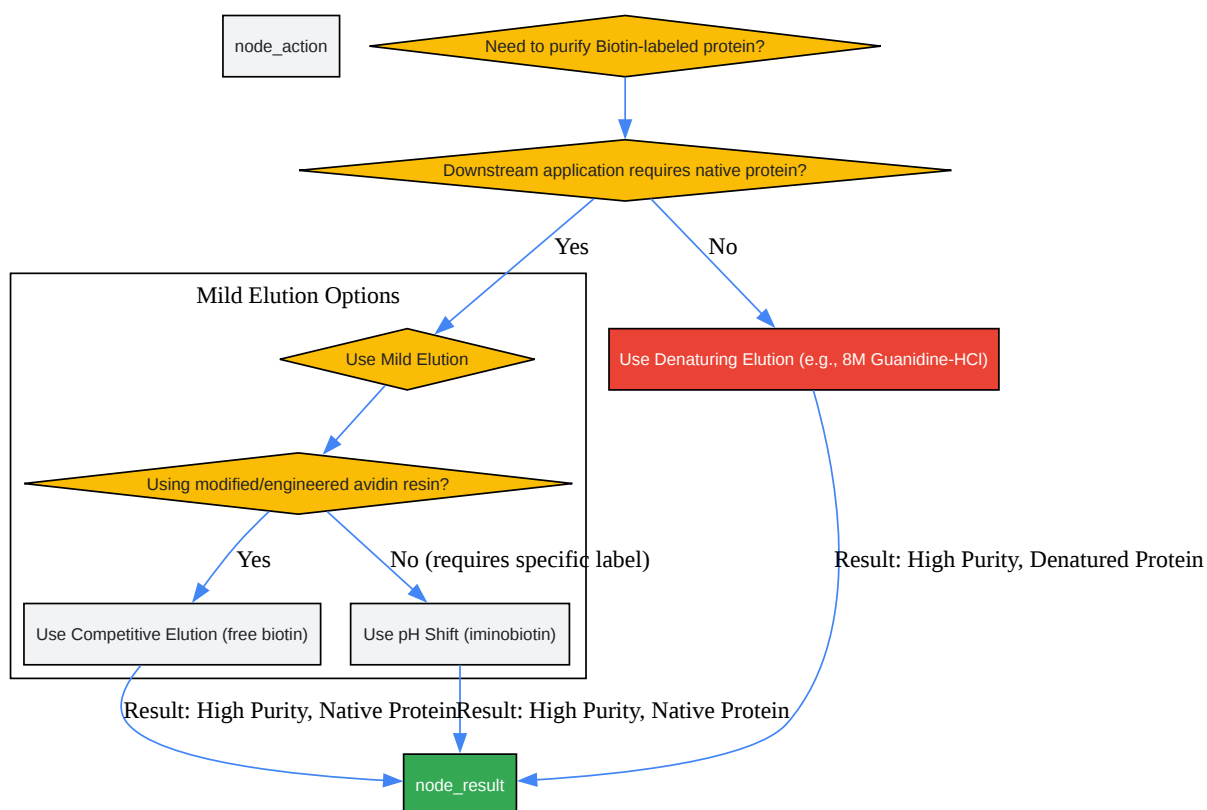 node_action
Need to purify Biotin-labeled protein?
Downstream application requires native protein?
Yes
No
Mild Elution Options
Use Mild Elution
Use Denaturing Elution (e.g., 8M Guanidine-HCl)
Using modified/engineered avidin resin?
Yes
No (requires specific label)
Result: High Purity, Denatured Protein
Use Competitive Elution (free biotin)
Use pH Shift (iminobiotin)
Result: High Purity, Native Protein
Result: High Purity, Native Protein
node_result